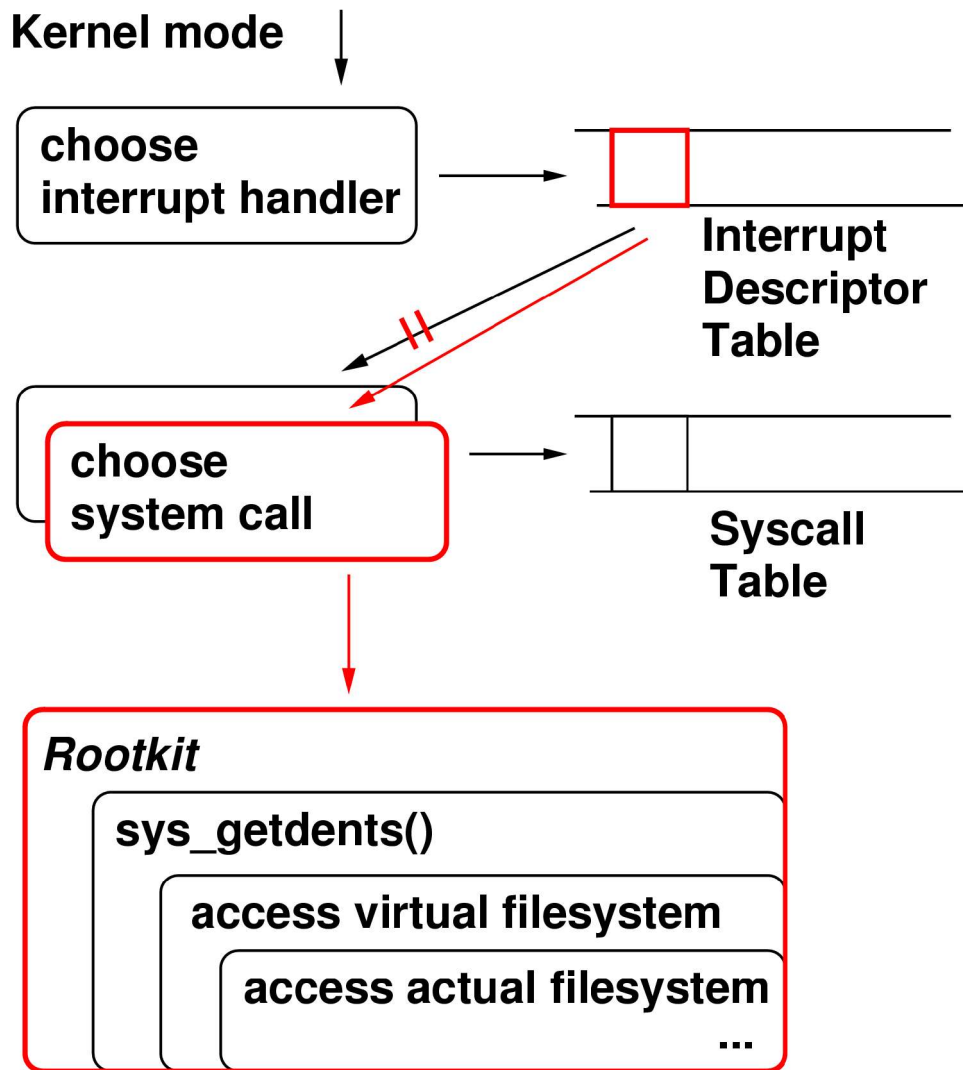 Kernel mode
choose
interrupt handler
Interrupt
Descriptor
Table
choose
system call
Syscall
Table
Rootkit
sys_getdents()
access virtual filesystem
access actual filesystem
...